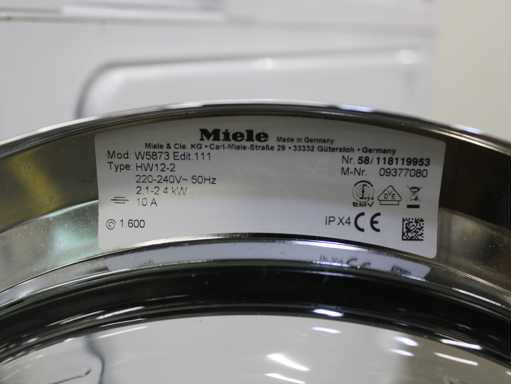 Miele Made in Germany
Miele & Cie. KG • Carl-Miele-Straße 29 • 33332 Gütersloh • Germany
Mod: W5873 Edit.111
Nr. 58/118119953
Type: HW12-2
M-Nr. 09377080
220-240V~ 50Hz
2,1-2,4 kW
10 A
© 1 600
IPX4 CE